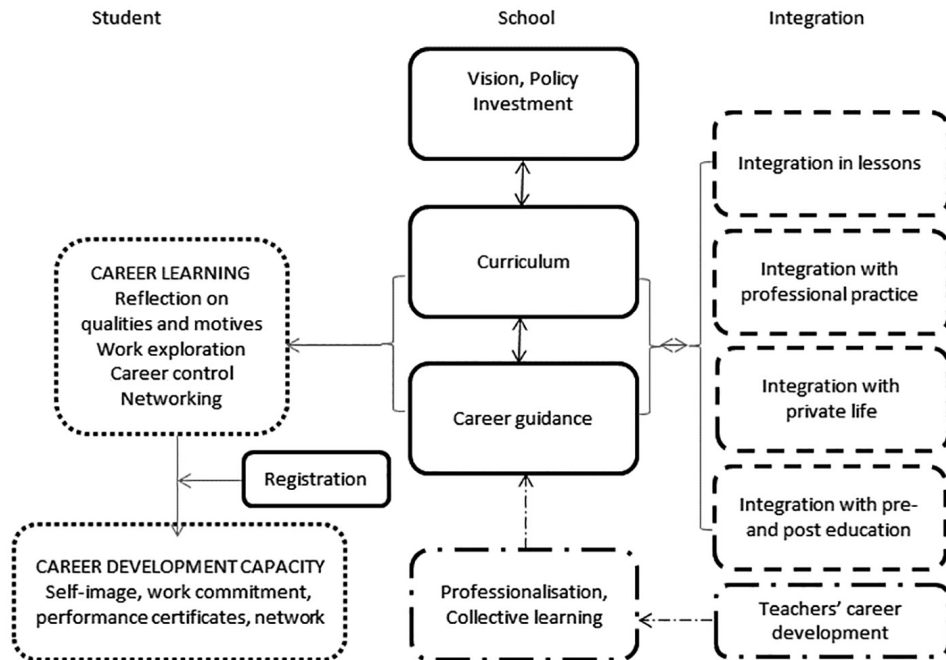 Student
School
Integration
Vision, Policy
Investment
Integration in lessons
Curriculum
Integration with
professional practice
CAREER LEARNING
Reflection on
qualities and motives
Work exploration
Career control
Networking
Career guidance
Integration with
private life
Registration
Integration with pre-
and post education
CAREER DEVELOPMENT CAPACITY
Self-image, work commitment,
performance certificates, network
Professionalisation,
Collective learning
Teachers' career
development